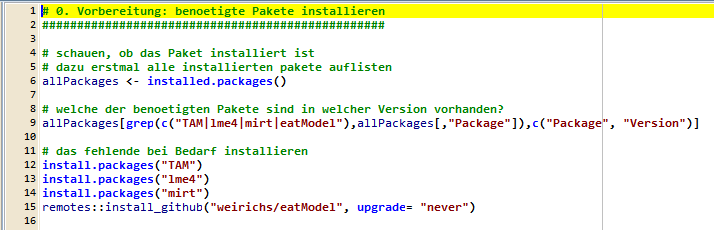 1 # 0. Vorbereitung: benoetigte Pakete installieren
2 #################################################
3
4 # schauen, ob das Paket installiert ist
5 # dazu erstmal alle installierten pakete auflisten
6 allPackages <- installed.packages()
7
8 # welche der benoetigten Pakete sind in welcher Version vorhanden?
9 allPackages[grep(c("TAM|lme4|mirt|eatModel"),allPackages[,"Package"]),c("Package", "Version")]
10
11 # das fehlende bei Bedarf installieren
12 install.packages("TAM")
13 install.packages("lme4")
14 install.packages("mirt")
15 remotes::install_github("weirichs/eatModel", upgrade= "never")
16